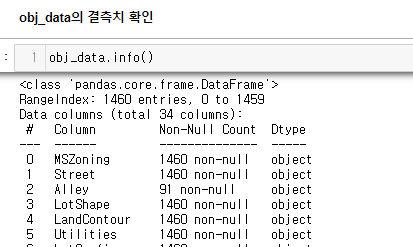 obj_data의 결측치 확인
: 1 obj_data.info()
<class 'pandas.core.frame.DataFrame'>
RangeIndex: 1460 entries, 0 to 1459
Data columns (total 34 columns):
# Column Non-Null Count Dtype
--- ------ -------------- -----
0 MSZoning 1460 non-null object
1 Street 1460 non-null object
2 Alley 91 non-null object
3 LotShape 1460 non-null object
4 LandContour 1460 non-null object
5 Utilities 1460 non-null object